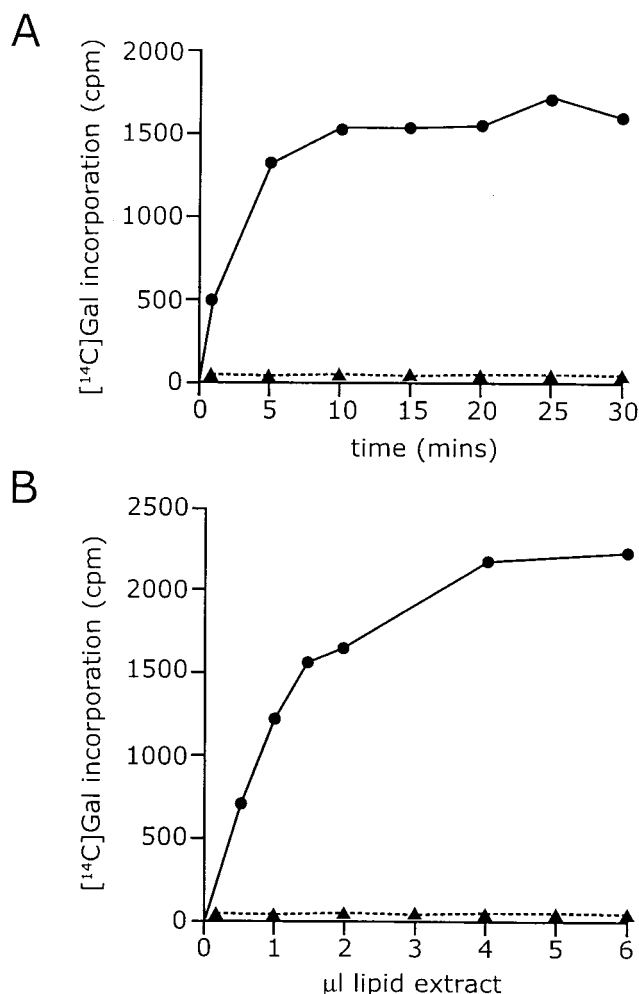 A
[¹⁴C]Gal incorporation (cpm)
2000
1500
1000
500
0
0 5 10 15 20 25 30
time (mins)
B
[¹⁴C]Gal incorporation (cpm)
2500
2000
1500
1000
500
0
0 1 2 3 4 5 6
µl lipid extract